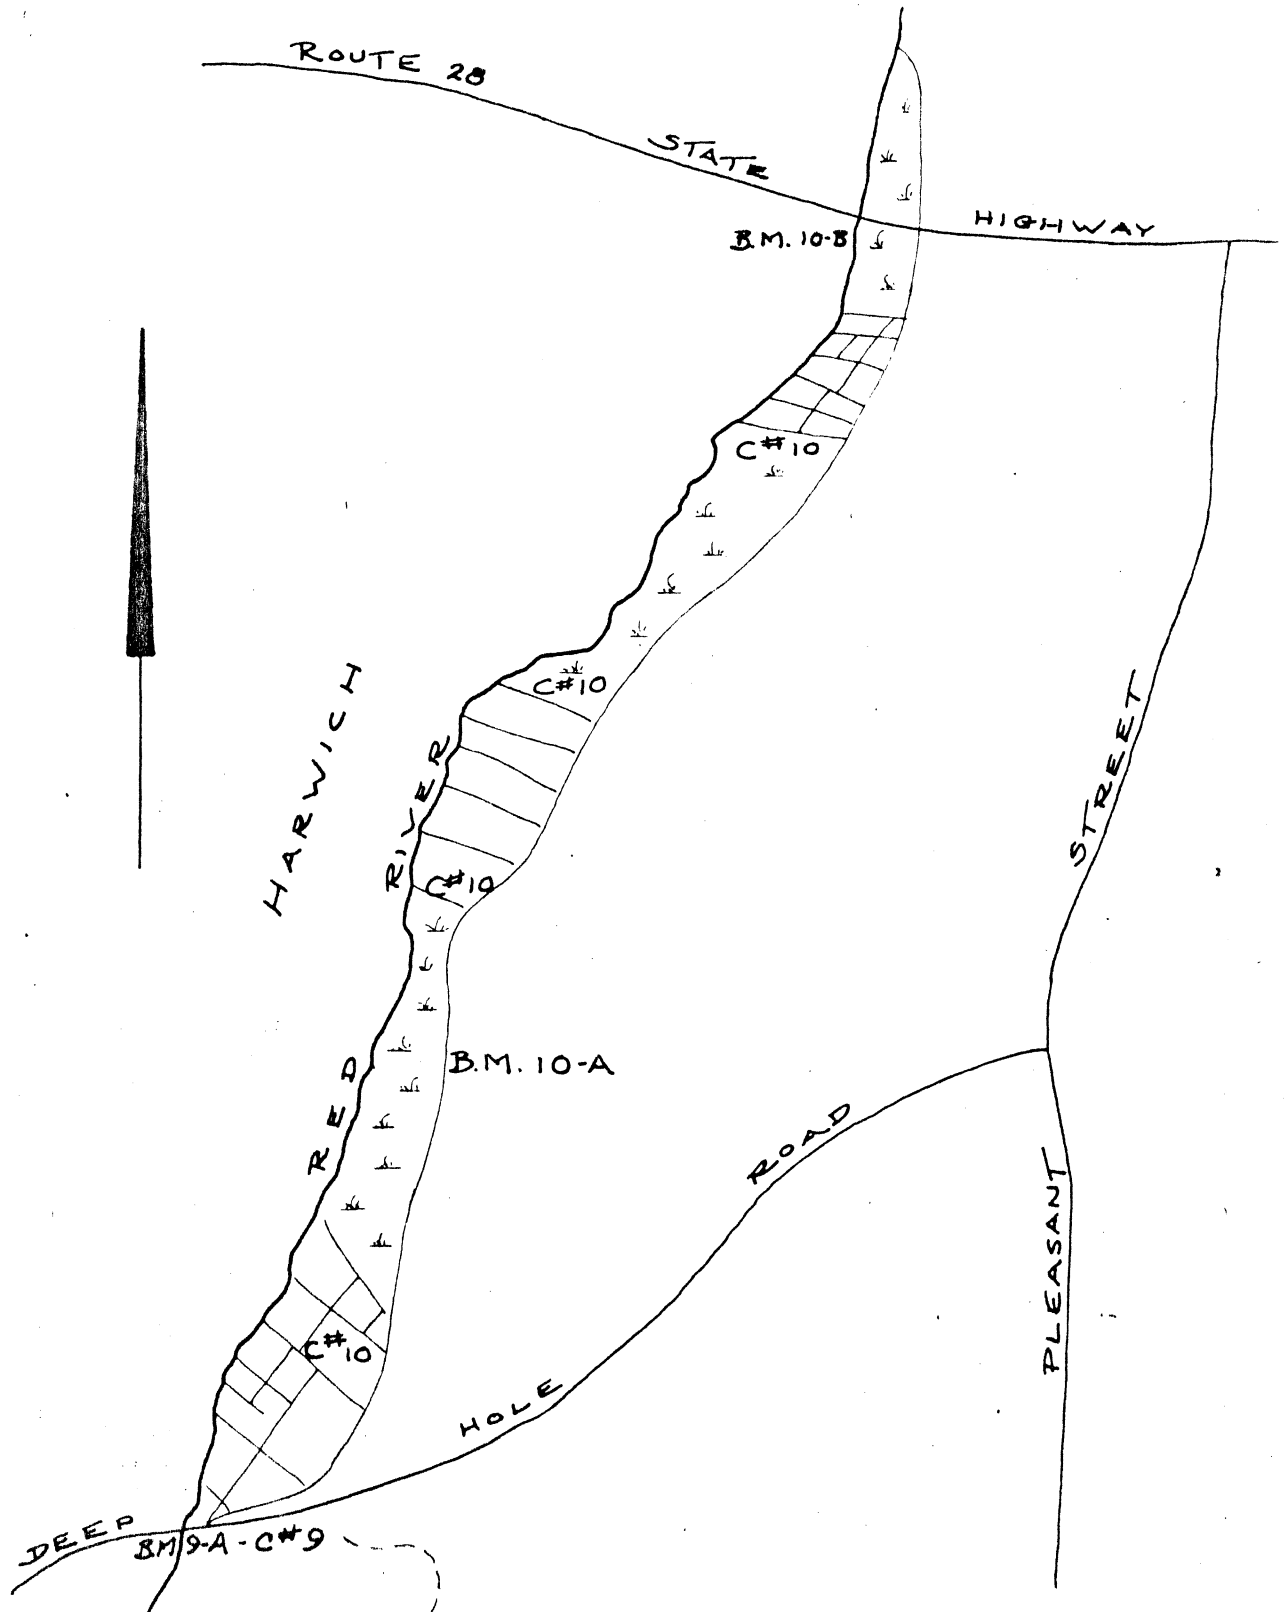 ROUTE 28
STATE
HIGHWAY
B.M. 10-B
C#10
C#10
HARWICH
RED RIVER
C#10
B.M. 10-A
C#10
PLEASANT STREET
DEEP HOLE ROAD
B.M 9-A - C#9